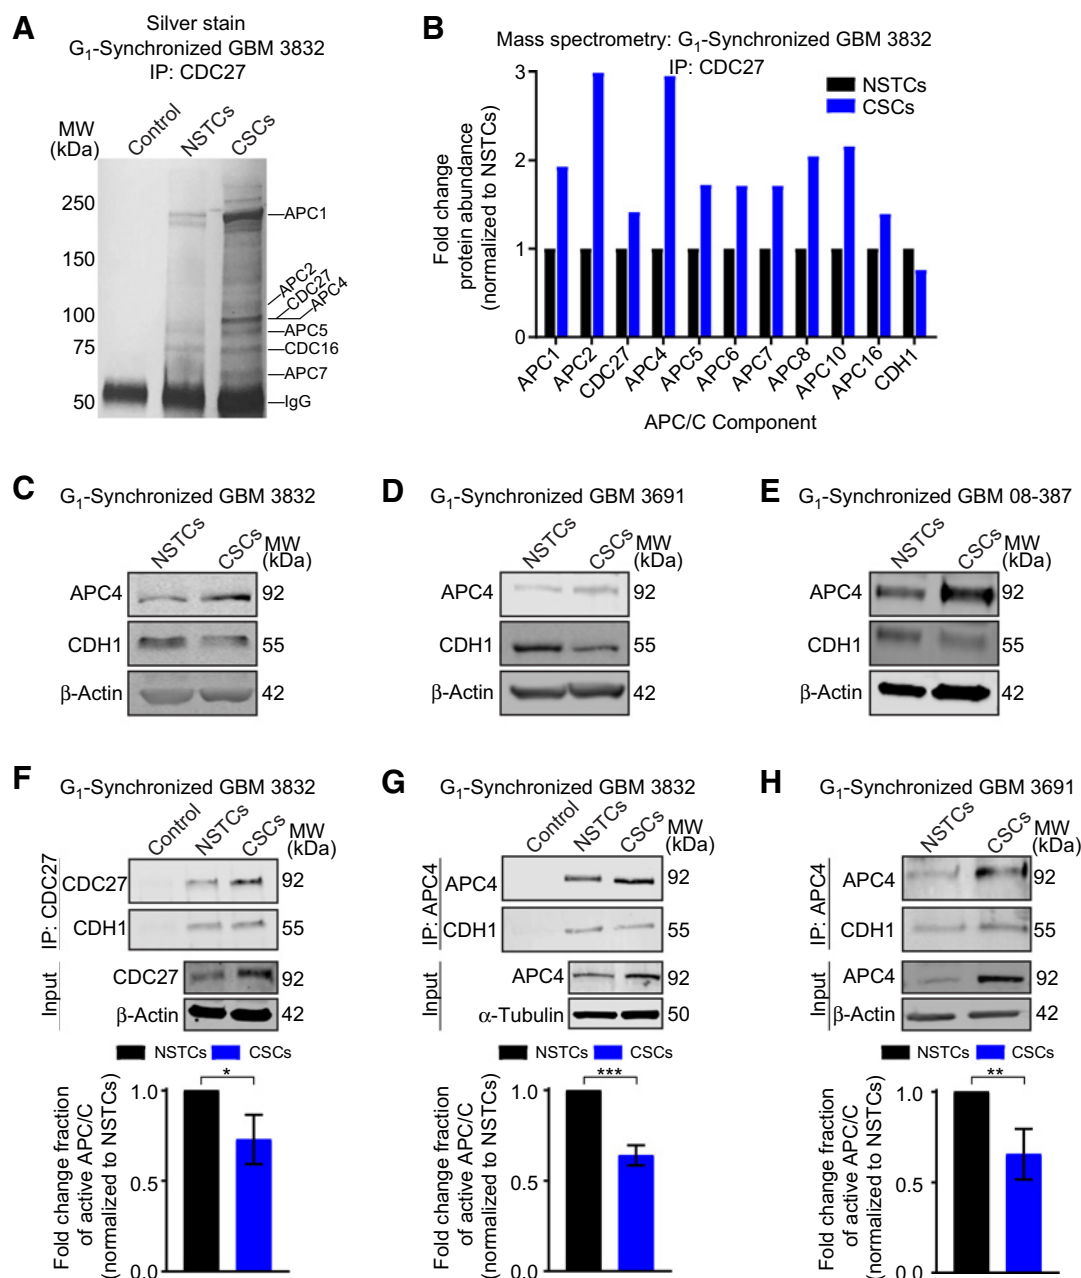 A
Silver stain
G1-Synchronized GBM 3832
IP: CDC27
MW
(kDa)
Control
NSTCs
CSCs
250
150
100
75
50
APC1
APC2
CDC27
APC4
APC5
CDC16
APC7
IgG
B
Mass spectrometry: G1-Synchronized GBM 3832
IP: CDC27
NSTCs
CSCs
Fold change
protein abundance
(normalized to NSTCs)
3
2
1
0
APC1
APC2
CDC27
APC4
APC5
APC6
APC7
APC8
APC10
APC16
CDH1
APC/C Component
C
G1-Synchronized GBM 3832
NSTCs
CSCs
MW
(kDa)
APC4
92
CDH1
55
β-Actin
42
D
G1-Synchronized GBM 3691
NSTCs
CSCs
MW
(kDa)
APC4
92
CDH1
55
β-Actin
42
E
G1-Synchronized GBM 08-387
NSTCs
CSCs
MW
(kDa)
APC4
92
CDH1
55
β-Actin
42
F
G1-Synchronized GBM 3832
Control
NSTCs
CSCs
MW
(kDa)
IP: CDC27
CDC27
92
CDH1
55
Input
CDC27
92
β-Actin
42
NSTCs
CSCs
Fold change fraction
of active APC/C
(normalized to NSTCs)
1.0
0.5
0.0
*
G
G1-Synchronized GBM 3832
Control
NSTCs
CSCs
MW
(kDa)
IP: APC4
APC4
92
CDH1
55
Input
APC4
92
α-Tubulin
50
NSTCs
CSCs
Fold change fraction
of active APC/C
(normalized to NSTCs)
1.0
0.5
0.0
***
H
G1-Synchronized GBM 3691
NSTCs
CSCs
MW
(kDa)
IP: APC4
APC4
92
CDH1
55
Input
APC4
92
β-Actin
42
NSTCs
CSCs
Fold change fraction
of active APC/C
(normalized to NSTCs)
1.0
0.5
0.0
**